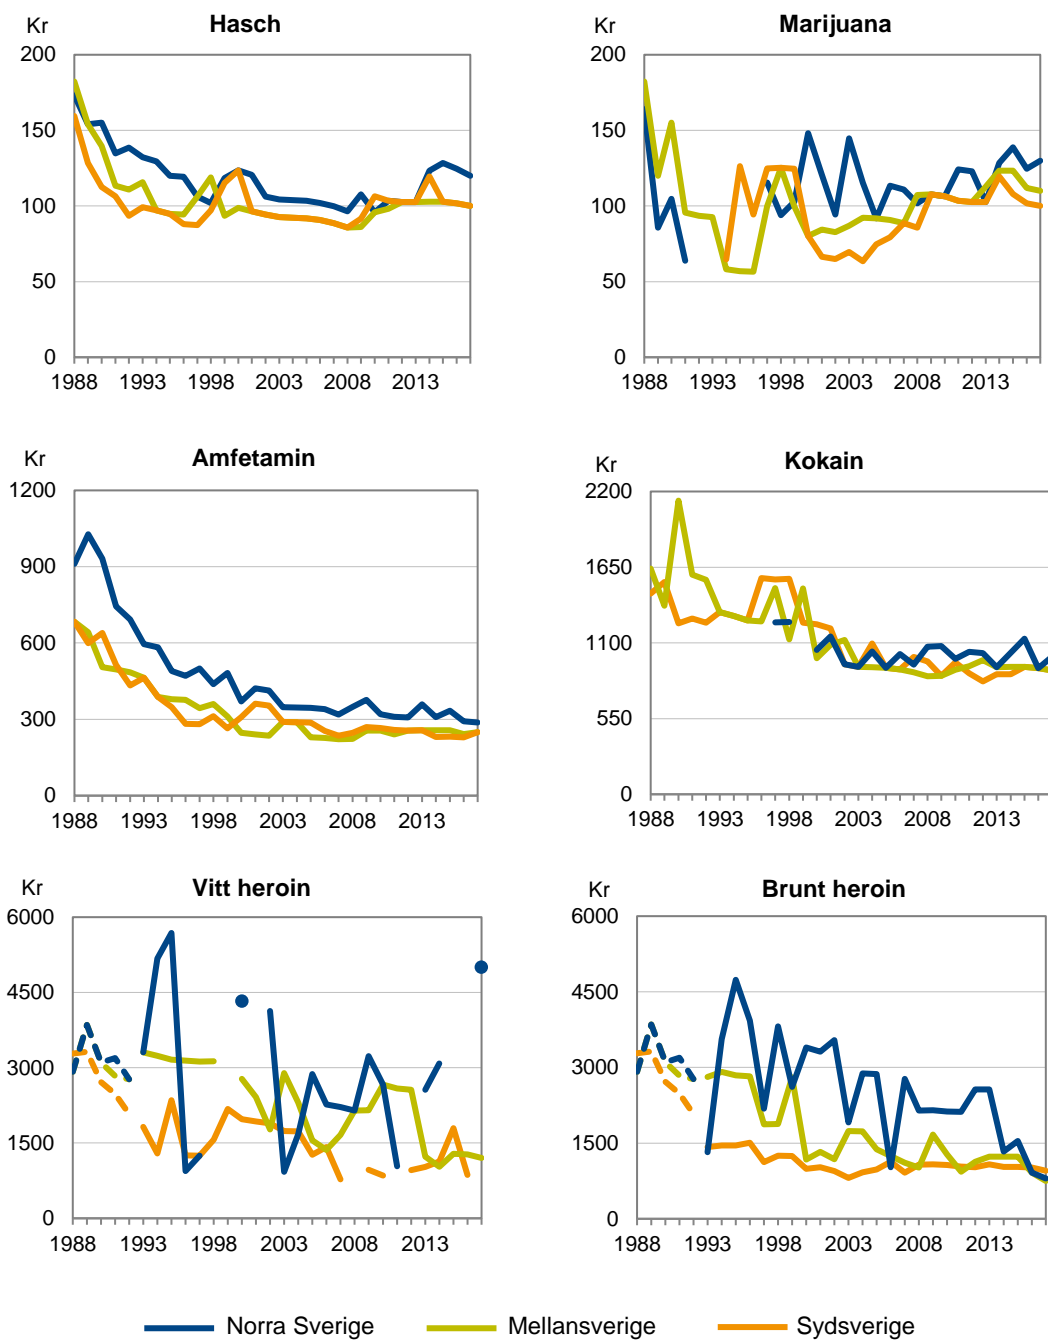 Hasch
Kr
200
150
100
50
0
1988 1993 1998 2003 2008 2013
Marijuana
Kr
200
150
100
50
0
1988 1993 1998 2003 2008 2013
Amfetamin
Kr
1200
900
600
300
0
1988 1993 1998 2003 2008 2013
Kokain
Kr
2200
1650
1100
550
0
1988 1993 1998 2003 2008 2013
Vitt heroin
Kr
6000
4500
3000
1500
0
1988 1993 1998 2003 2008 2013
Brunt heroin
Kr
6000
4500
3000
1500
0
1988 1993 1998 2003 2008 2013
Norra Sverige Mellansverige Sydsverige